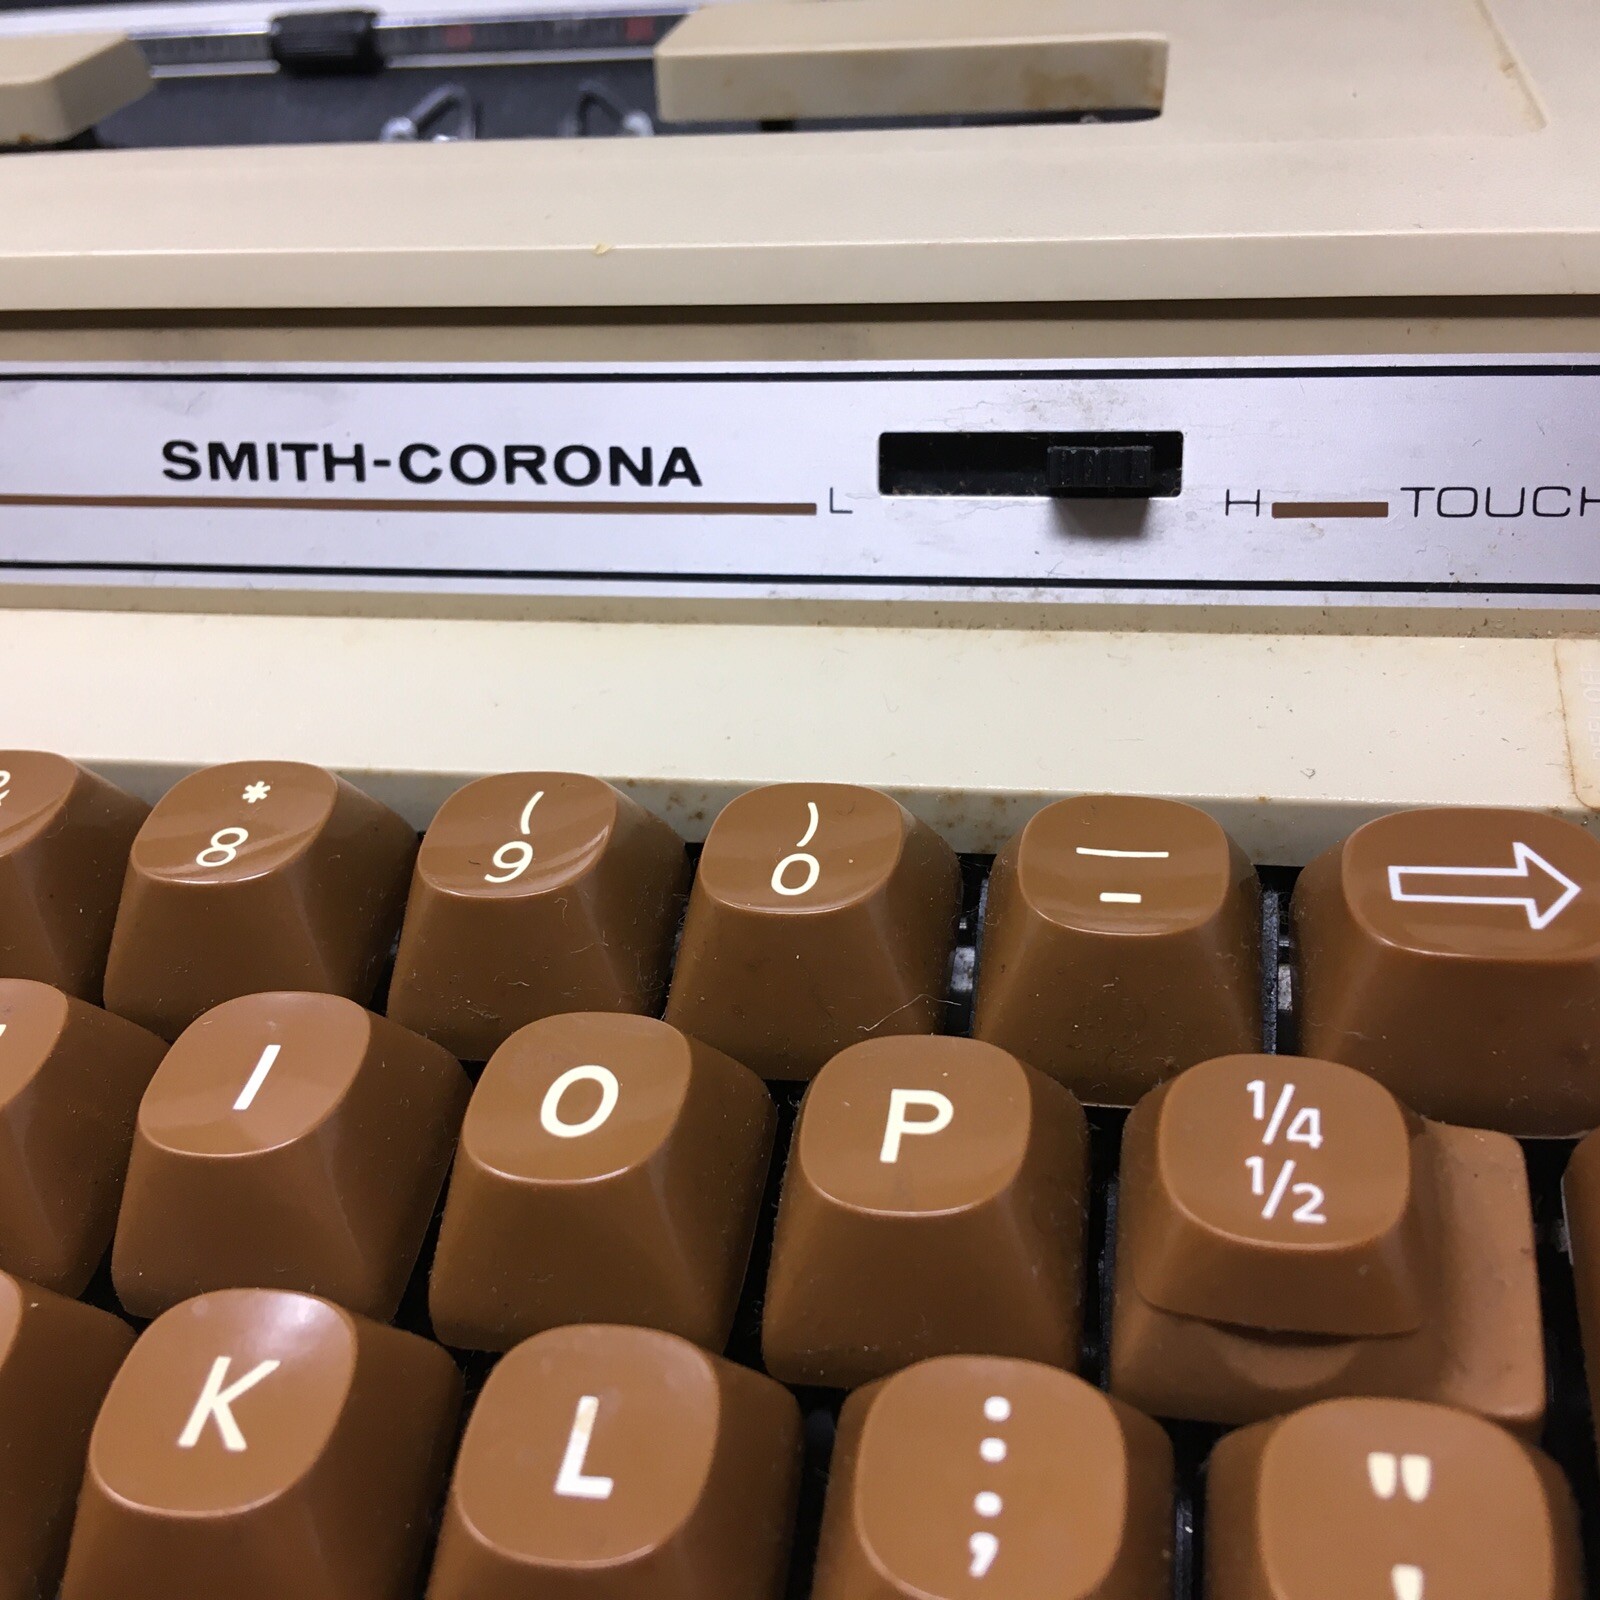 SMITH-CORONA
L H TOUCH
* ( ) _
8 9 0 -
I O P 1/4
1/2
K L : "
; '